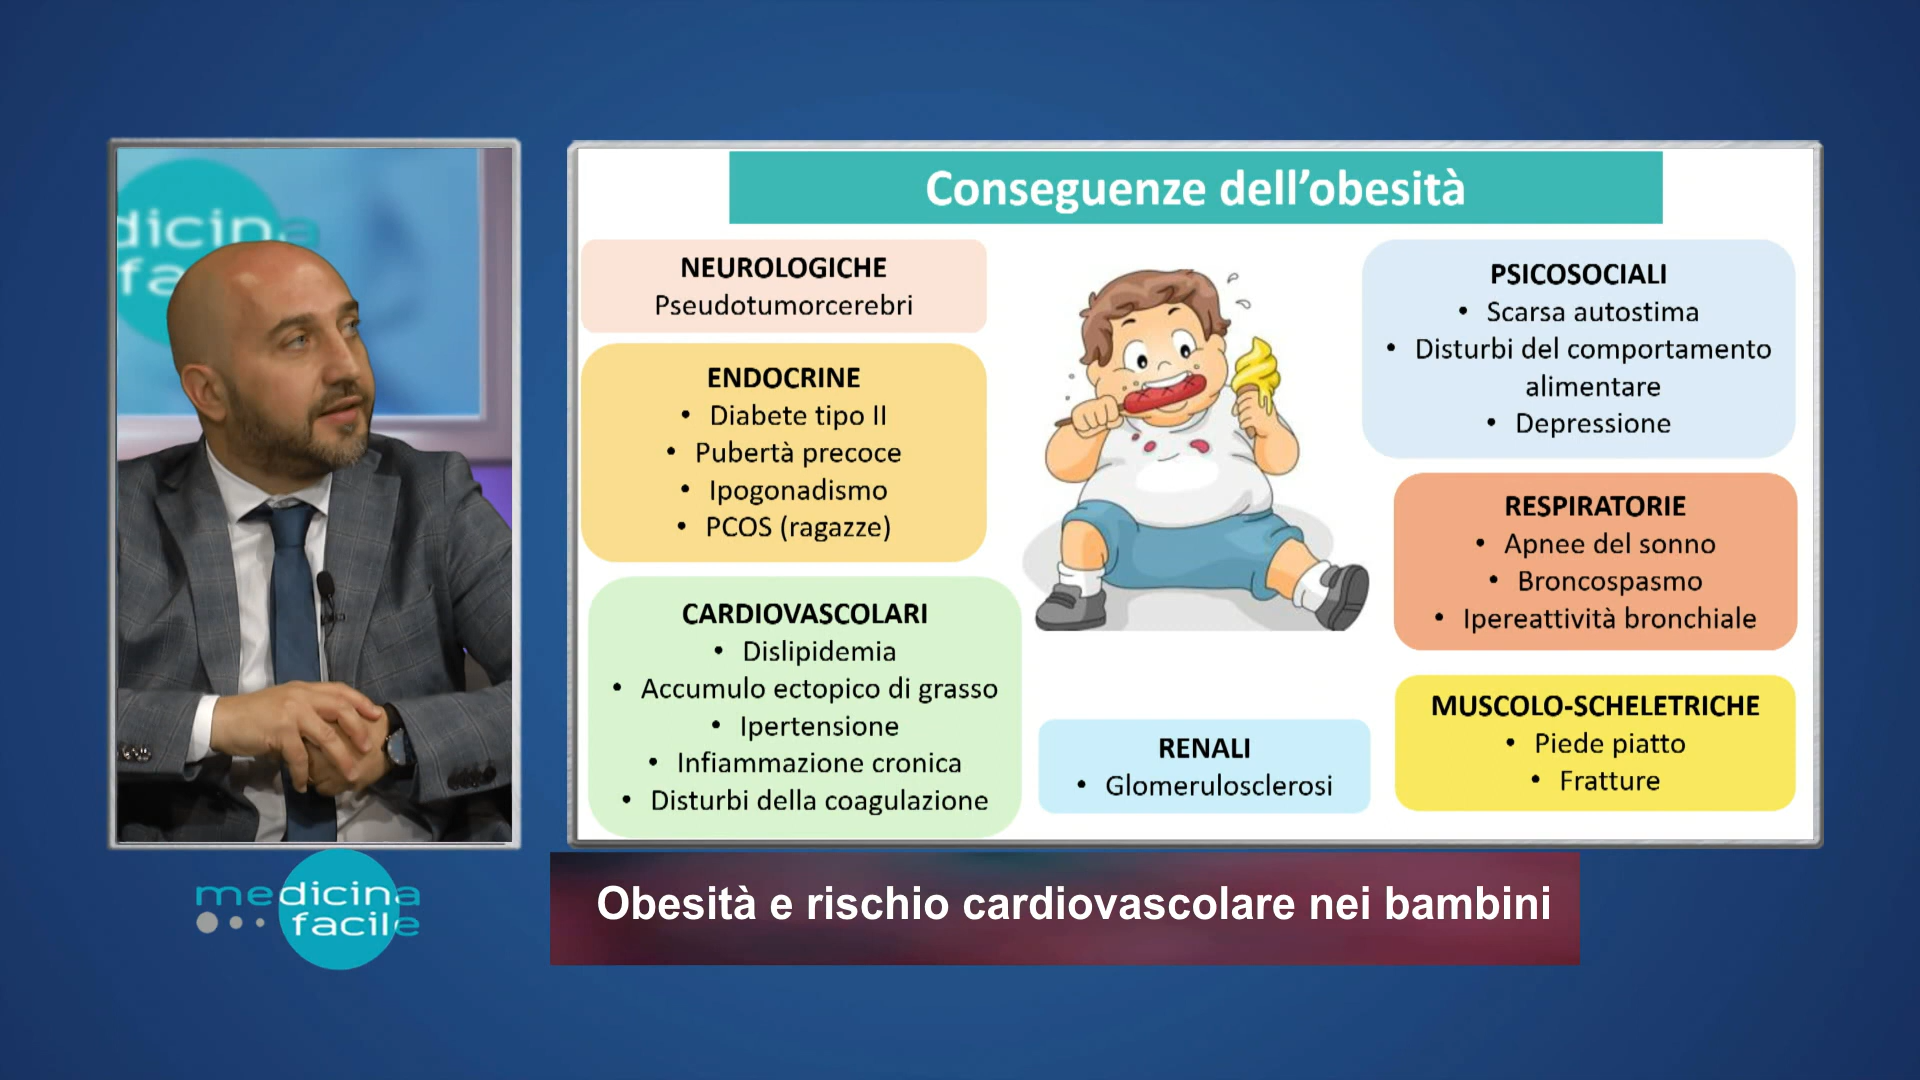 dicina
fa
Conseguenze dell’obesità
NEUROLOGICHE
Pseudotumorcerebri
ENDOCRINE
• Diabete tipo II
• Pubertà precoce
• Ipogonadismo
• PCOS (ragazze)
CARDIOVASCOLARI
• Dislipidemia
• Accumulo ectopico di grasso
• Ipertensione
• Infiammazione cronica
• Disturbi della coagulazione
RENALI
• Glomerulosclerosi
PSICOSOCIALI
• Scarsa autostima
• Disturbi del comportamento
alimentare
• Depressione
RESPIRATORIE
• Apnee del sonno
• Broncospasmo
• Ipereattività bronchiale
MUSCOLO-SCHELETRICHE
• Piede piatto
• Fratture
medicina
facile
Obesità e rischio cardiovascolare nei bambini